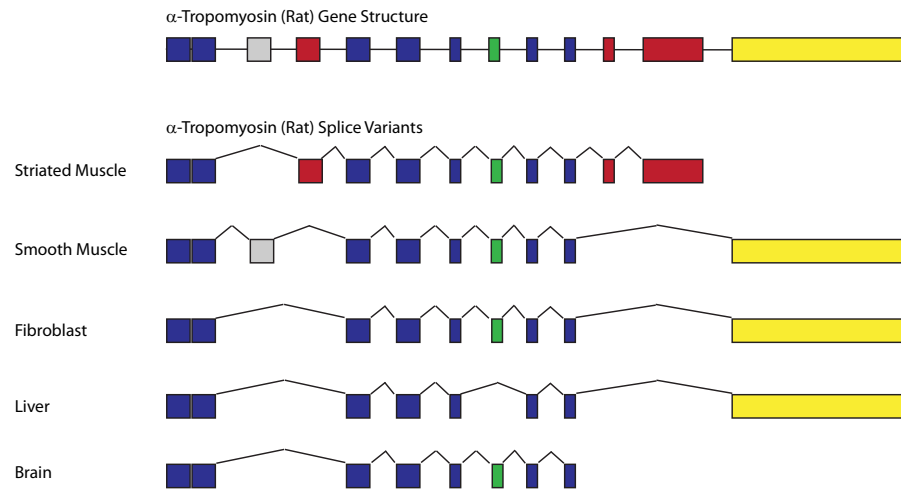 α-Tropomyosin (Rat) Gene Structure
α-Tropomyosin (Rat) Splice Variants
Striated Muscle
Smooth Muscle
Fibroblast
Liver
Brain